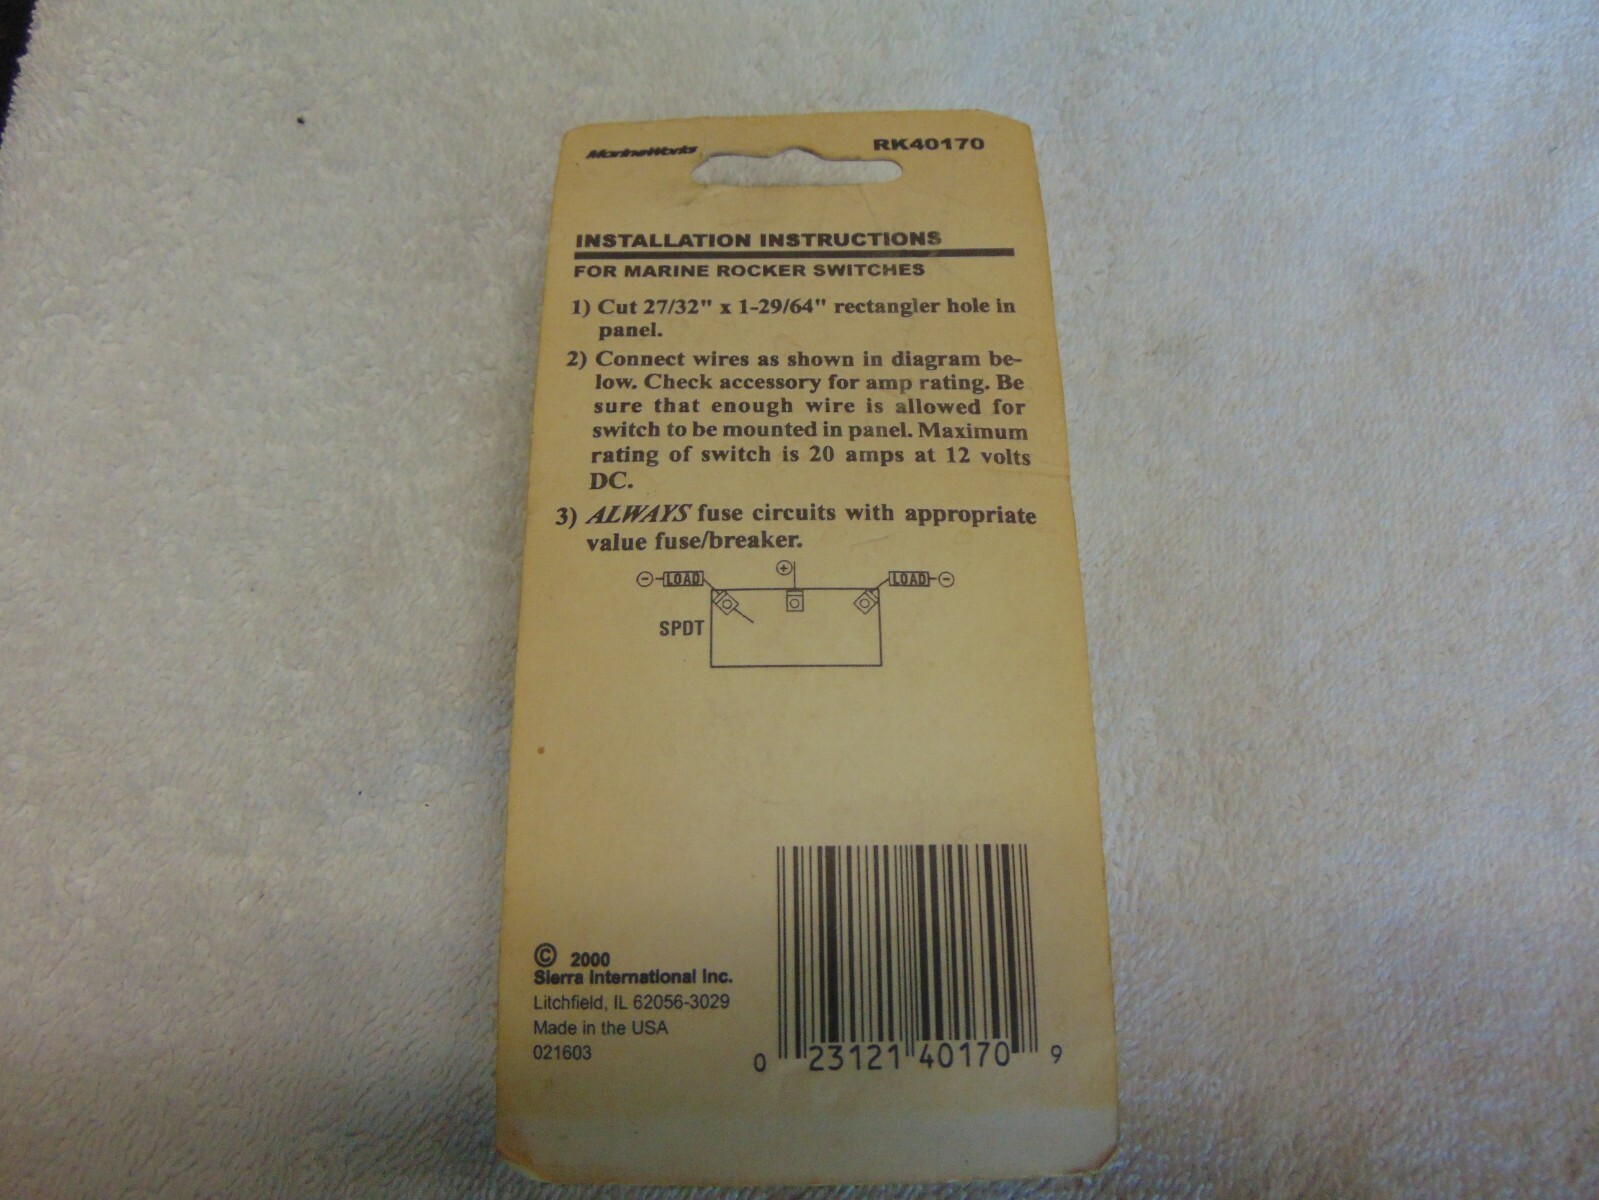 MarineWorks
RK40170
INSTALLATION INSTRUCTIONS
FOR MARINE ROCKER SWITCHES
1) Cut 27/32" x 1-29/64" rectangler hole in
panel.
2) Connect wires as shown in diagram be-
low. Check accessory for amp rating. Be
sure that enough wire is allowed for
switch to be mounted in panel. Maximum
rating of switch is 20 amps at 12 volts
DC.
3) ALWAYS fuse circuits with appropriate
value fuse/breaker.
⊖ LOAD ⊕ LOAD ⊖
SPDT
© 2000
Sierra International Inc.
Litchfield, IL 62056-3029
Made in the USA
021603
0 23121 40170 9